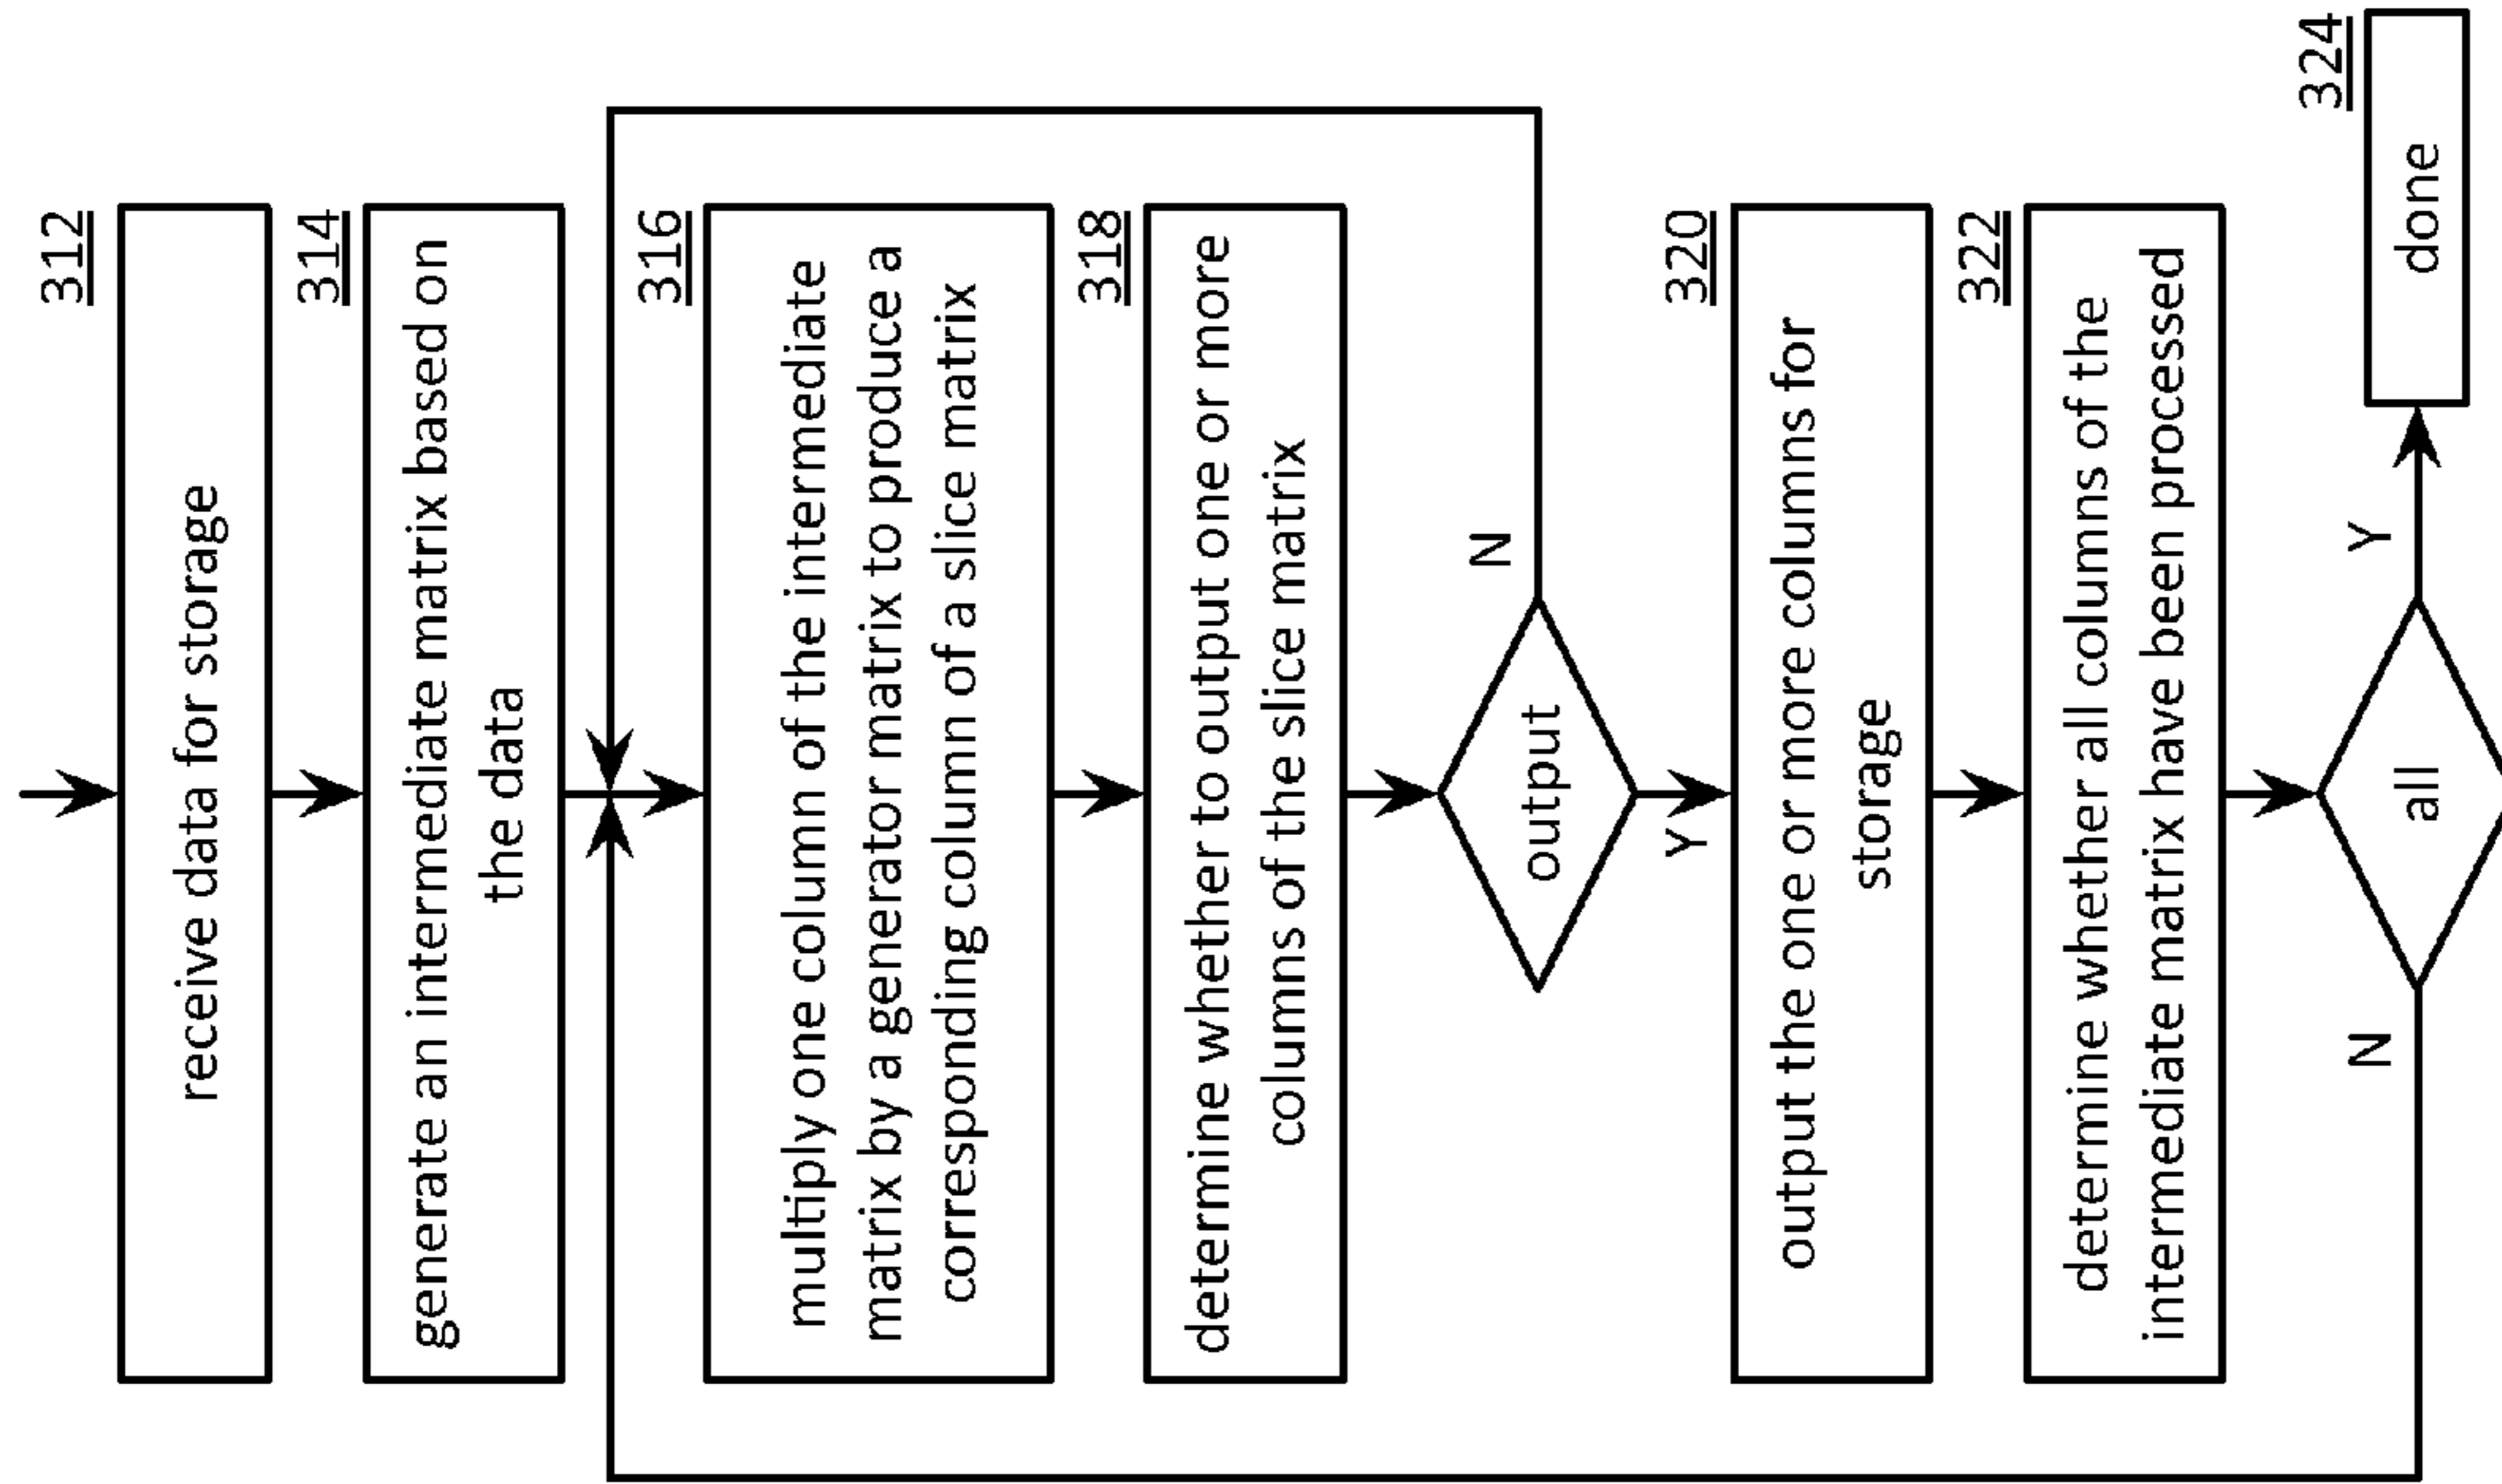 312
receive data for storage
314
generate an intermediate matrix based on
the data
316
multiply one column of the intermediate
matrix by a generator matrix to produce a
corresponding column of a slice matrix
318
determine whether to output one or more
columns of the slice matrix
output
N
Y
320
output the one or more columns for
storage
322
determine whether all columns of the
intermediate matrix have been processed
all
N
Y
324
done